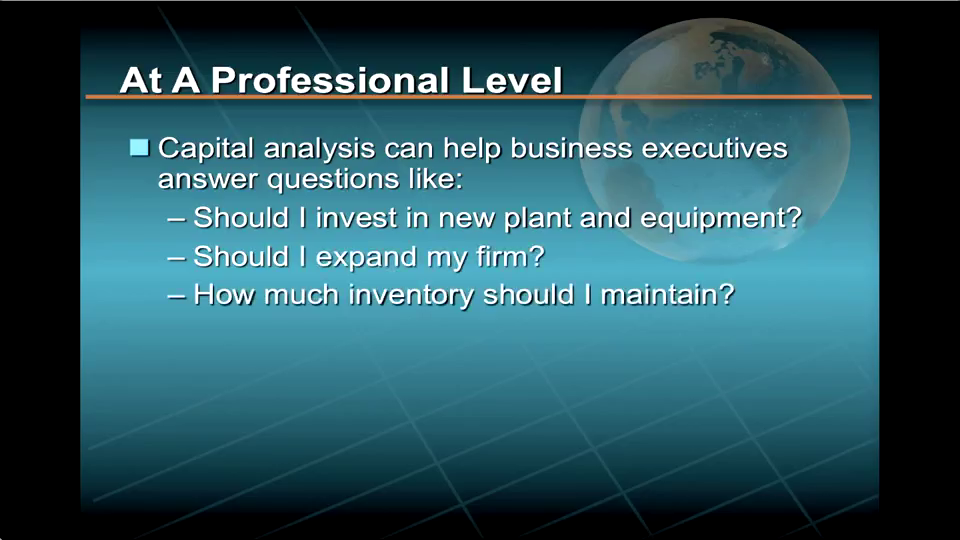 At A Professional Level
Capital analysis can help business executives
answer questions like:
– Should I invest in new plant and equipment?
– Should I expand my firm?
– How much inventory should I maintain?